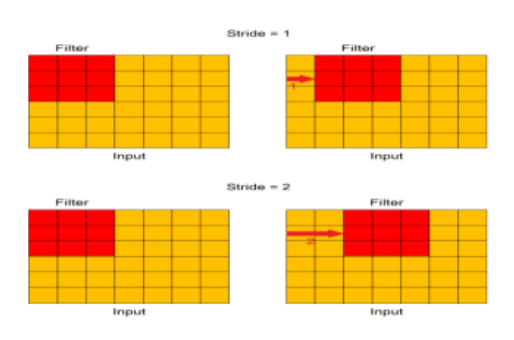 Stride = 1
Filter Filter
1
Input Input
Stride = 2
Filter Filter
2
Input Input